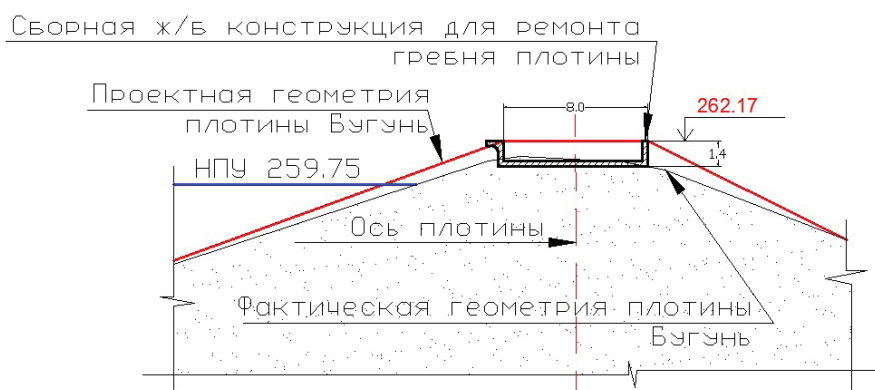 Сборная ж/б конструкция для ремонта
гребня плотины
Проектная геометрия
плотины Бугунь
8.0
262.17
1,4
НПУ 259.75
Ось плотины
Фактическая геометрия плотины
Бугунь